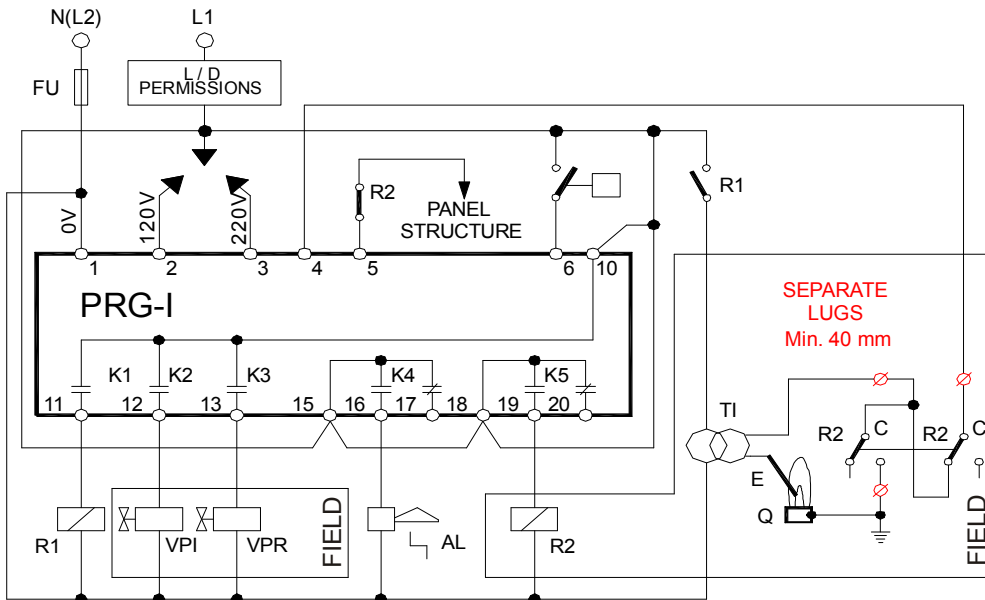 N(L2) L1
FU
L / D
PERMISSIONS
0V
120V
220V
R2
PANEL
STRUCTURE
R1
1 2 3 4 5 6 10
PRG-I
SEPARATE
LUGS
Min. 40 mm
K1 K2 K3 K4 K5
11 12 13 15 16 17 18 19 20
TI
R2 C R2 C
E
Q
R1 VPI VPR FIELD AL R2 FIELD